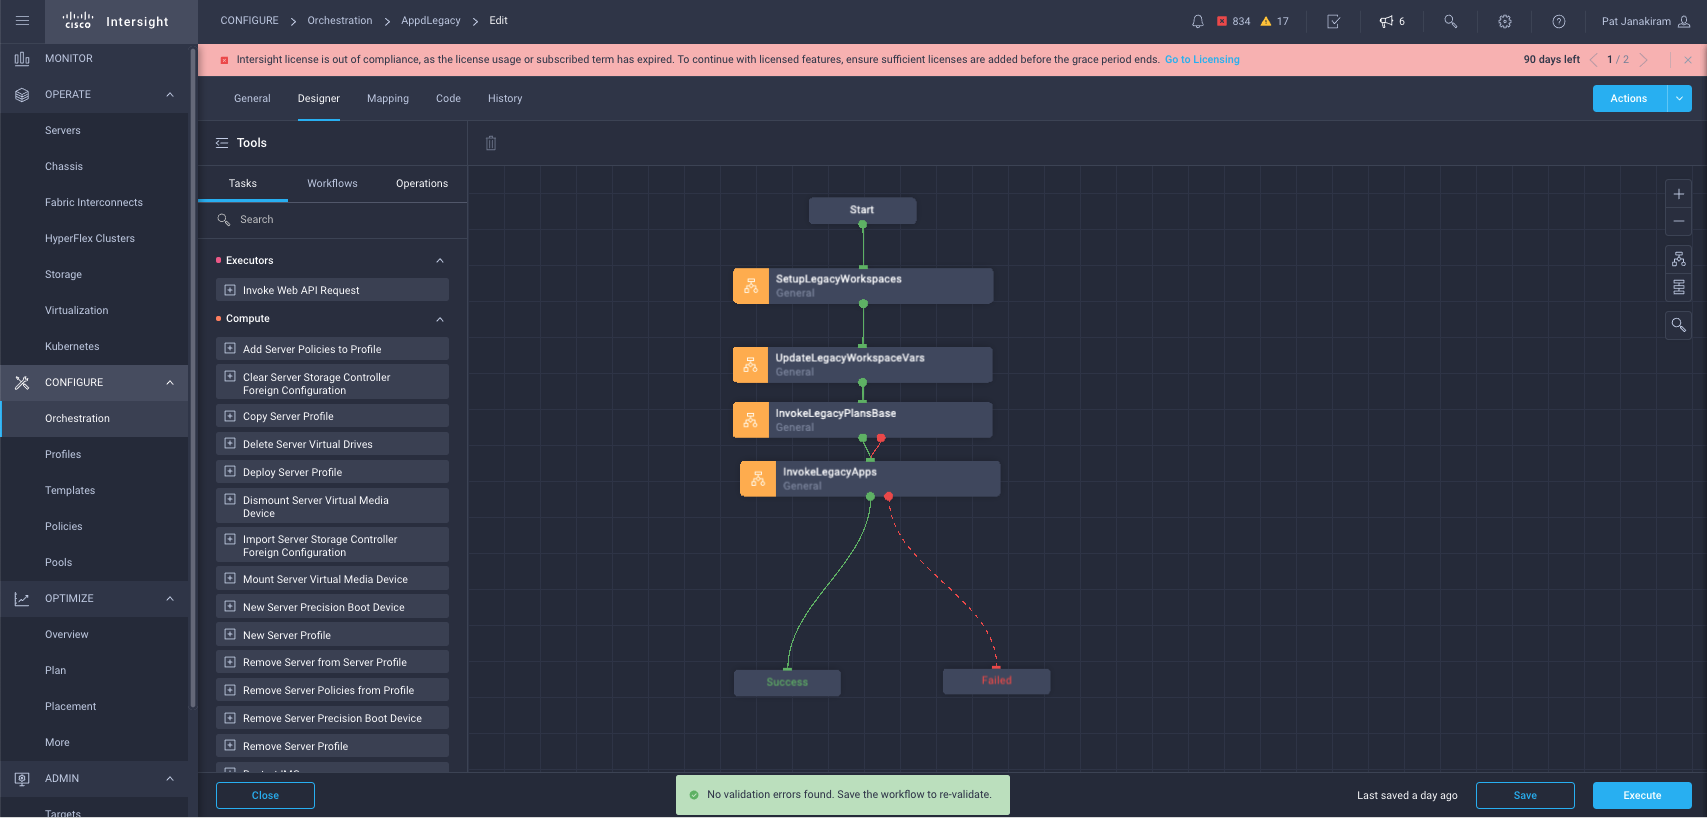 CISCO Intersight
CONFIGURE > Orchestration > AppdLegacy > Edit
834 17 6 Pat Janakiram
Intersight license is out of compliance, as the license usage or subscribed term has expired. To continue with licensed features, ensure sufficient licenses are added before the grace period ends. Go to Licensing
90 days left 1 / 2
MONITOR
OPERATE
Servers
Chassis
Fabric Interconnects
HyperFlex Clusters
Storage
Virtualization
Kubernetes
CONFIGURE
Orchestration
Profiles
Templates
Policies
Pools
OPTIMIZE
Overview
Plan
Placement
More
ADMIN
Targets
General Designer Mapping Code History
Actions
Tools
Tasks Workflows Operations
Search
Executors
Invoke Web API Request
Compute
Add Server Policies to Profile
Clear Server Storage Controller
Foreign Configuration
Copy Server Profile
Delete Server Virtual Drives
Deploy Server Profile
Dismount Server Virtual Media
Device
Import Server Storage Controller
Foreign Configuration
Mount Server Virtual Media Device
New Server Precision Boot Device
New Server Profile
Remove Server from Server Profile
Remove Server Policies from Profile
Remove Server Precision Boot Device
Remove Server Profile
Start
SetupLegacyWorkspaces
General
UpdateLegacyWorkspaceVars
General
InvokeLegacyPlansBase
General
InvokeLegacyApps
General
Success
Failed
Close
No validation errors found. Save the workflow to re-validate.
Last saved a day ago
Save
Execute